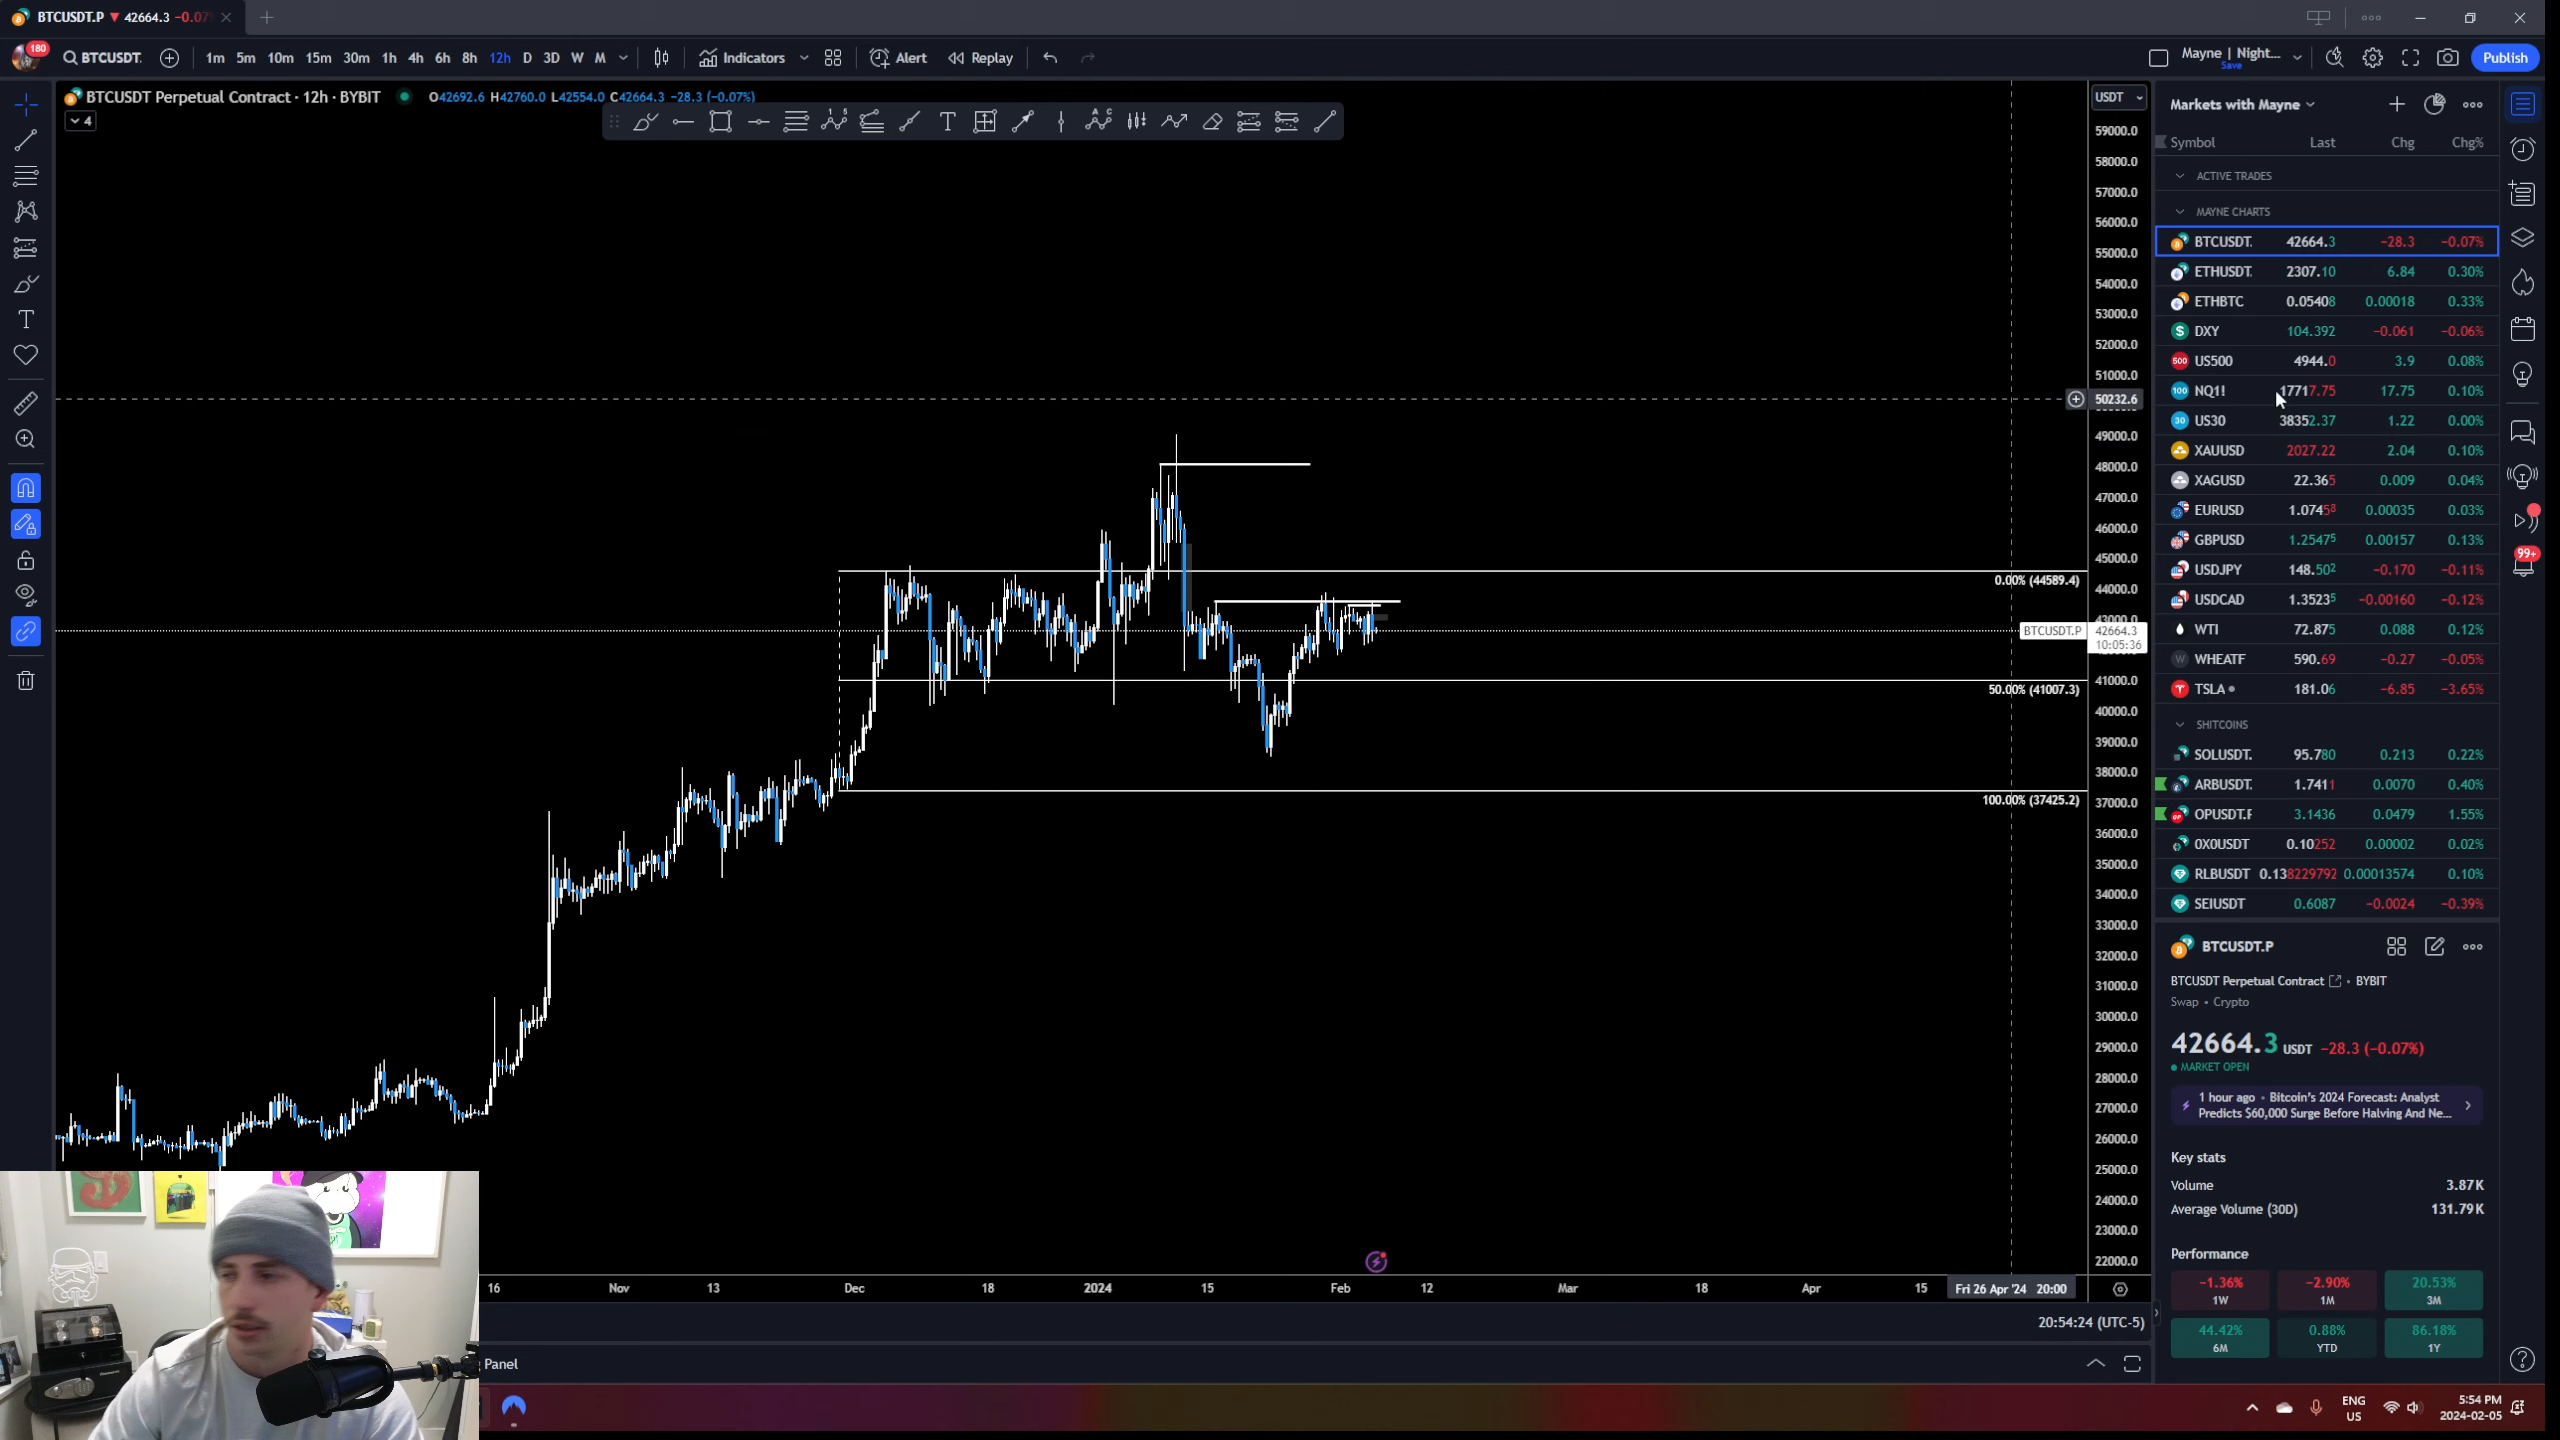 BTCUSDT.P ▼ 42664.3 −0.07
180
BTCUSDT.
1m 5m 10m 15m 30m 1h 4h 6h 8h 12h D 3D W M
Indicators
Alert
Replay
Mayne | Night...
Save
Publish
BTCUSDT Perpetual Contract · 12h · BYBIT
O42692.6 H42760.0 L42554.0 C42664.3 −28.3 (−0.07%)
4
USDT
59000.0
58000.0
57000.0
56000.0
55000.0
54000.0
53000.0
52000.0
51000.0
50232.6
49000.0
48000.0
47000.0
46000.0
45000.0
0.00% (44589.4)
44000.0
43000.0
BTCUSDT.P 42664.3
10:05:36
41000.0
50.00% (41007.3)
40000.0
39000.0
38000.0
37000.0
100.00% (37425.2)
36000.0
35000.0
34000.0
33000.0
32000.0
31000.0
30000.0
29000.0
28000.0
27000.0
26000.0
25000.0
24000.0
23000.0
22000.0
16 Nov 13 Dec 18 2024 15 Feb 12 Mar 18 Apr 15 Fri 26 Apr '24 20:00
20:54:24 (UTC-5)
Panel
Markets with Mayne
Symbol Last Chg Chg%
ACTIVE TRADES
MAYNE CHARTS
BTCUSDT. 42664.3 −28.3 −0.07%
ETHUSDT. 2307.10 6.84 0.30%
ETHBTC 0.05408 0.00018 0.33%
DXY 104.392 −0.061 −0.06%
US500 4944.0 3.9 0.08%
NQ1! 17717.75 17.75 0.10%
US30 38352.37 1.22 0.00%
XAUUSD 2027.22 2.04 0.10%
XAGUSD 22.365 0.009 0.04%
EURUSD 1.07458 0.00035 0.03%
GBPUSD 1.25475 0.00157 0.13%
USDJPY 148.502 −0.170 −0.11%
USDCAD 1.35235 −0.00160 −0.12%
WTI 72.875 0.088 0.12%
WHEATF 590.69 −0.27 −0.05%
TSLA 181.06 −6.85 −3.65%
SHITCOINS
SOLUSDT. 95.780 0.213 0.22%
ARBUSDT. 1.7411 0.0070 0.40%
OPUSDT.F 3.1436 0.0479 1.55%
0X0USDT 0.10252 0.00002 0.02%
RLBUSDT 0.138229792 0.00013574 0.10%
SEIUSDT 0.6087 −0.0024 −0.39%
BTCUSDT.P
BTCUSDT Perpetual Contract • BYBIT
Swap • Crypto
42664.3 USDT −28.3 (−0.07%)
MARKET OPEN
1 hour ago • Bitcoin's 2024 Forecast: Analyst
Predicts $60,000 Surge Before Halving And Ne...
Key stats
Volume 3.87K
Average Volume (30D) 131.79K
Performance
−1.36% −2.90% 20.53%
1W 1M 3M
44.42% 0.88% 86.18%
6M YTD 1Y
99+
ENG
US
5:54 PM
2024-02-05